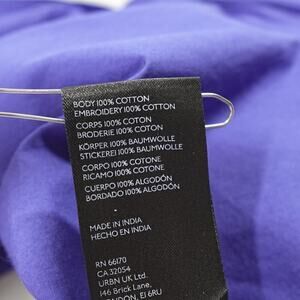 BODY 100% COTTON
EMBROIDERY 100% COTTON
CORPS 100% COTON
BRODERIE 100% COTON
KÖRPER 100% BAUMWOLLE
STICKEREI 100% BAUMWOLLE
CORPO 100% COTONE
RICAMO 100% COTONE
CUERPO 100% ALGODÓN
BORDADO 100% ALGODÓN
MADE IN INDIA
HECHO EN INDIA
RN 66170
CA 32054
URBN UK Ltd.
146 Brick Lane,
LONDON, E1 6RU